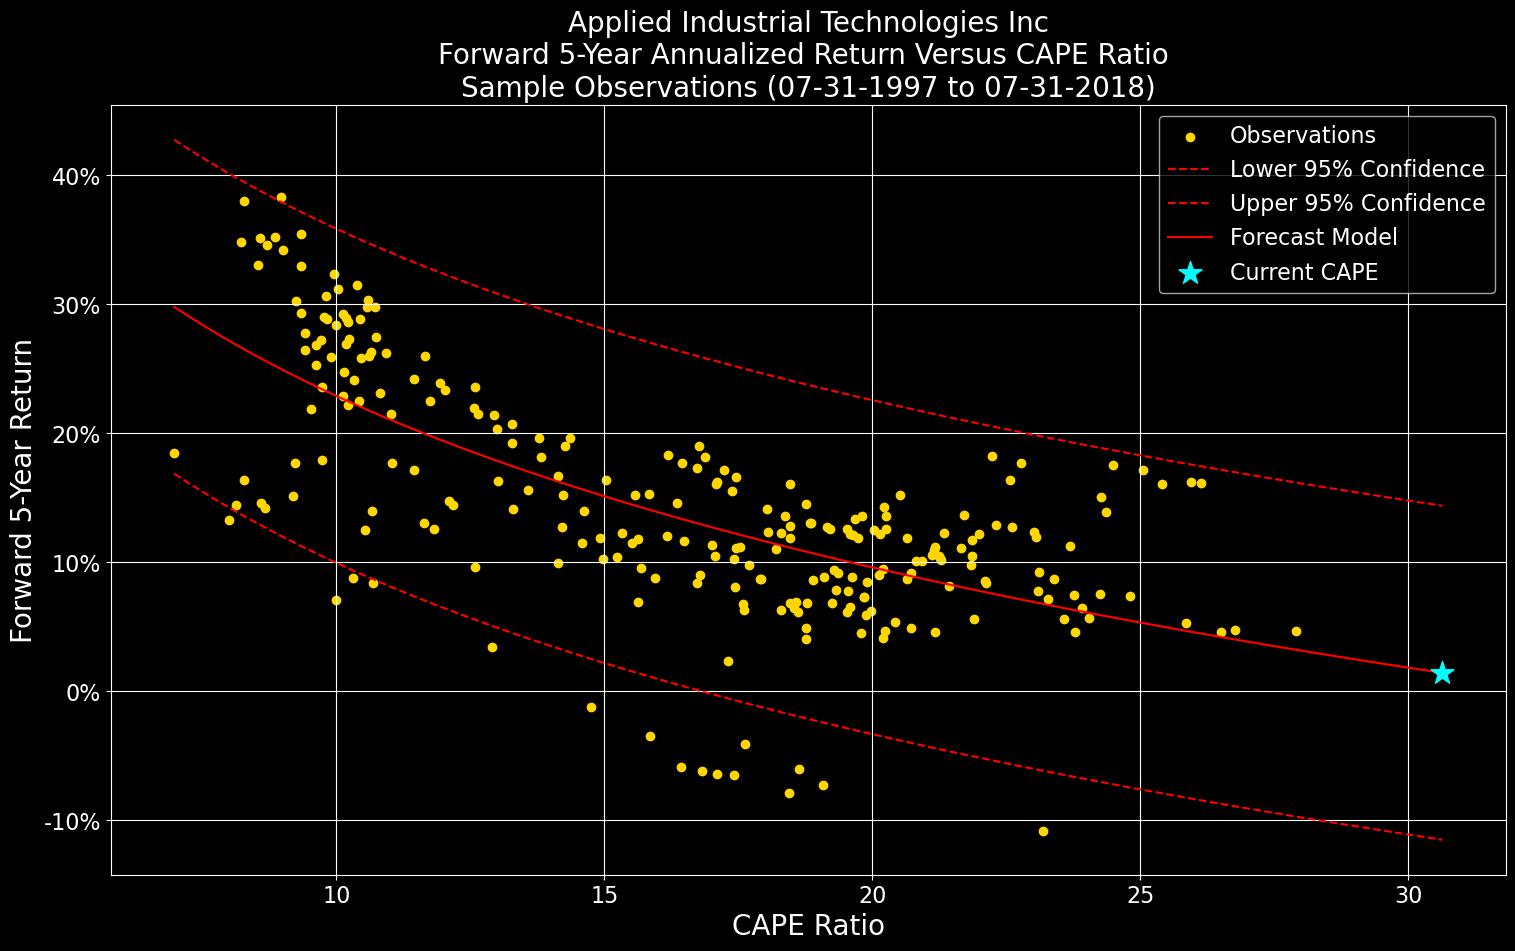 Applied Industrial Technologies Inc
Forward 5-Year Annualized Return Versus CAPE Ratio
Sample Observations (07-31-1997 to 07-31-2018)
Observations
Lower 95% Confidence
Upper 95% Confidence
Forecast Model
Current CAPE
Forward 5-Year Return
40%
30%
20%
10%
0%
-10%
10 15 20 25 30
CAPE Ratio